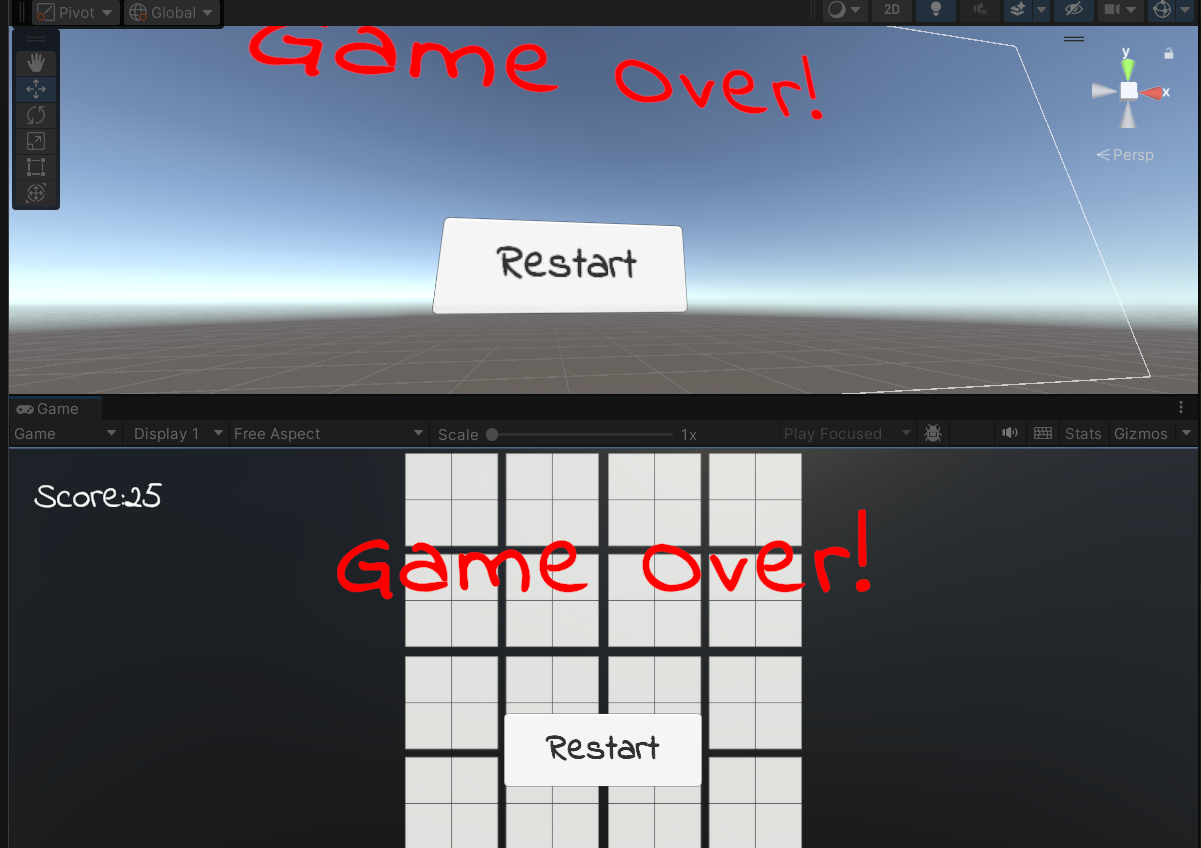 Pivot Global 2D
Game Over!
y
x
Persp
Restart
Game
Game Display 1 Free Aspect Scale 1x Play Focused Stats Gizmos
Score:25
Game Over!
Restart